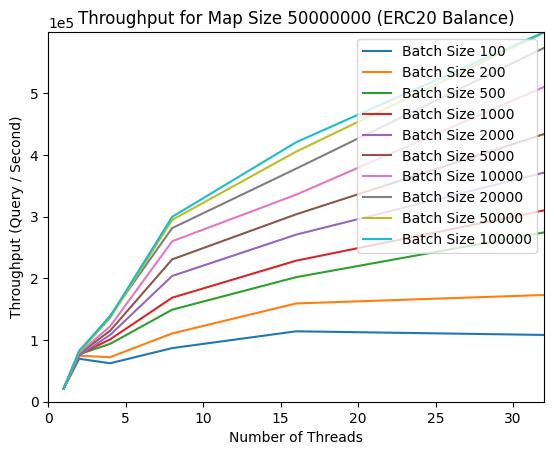 Throughput for Map Size 50000000 (ERC20 Balance)
1e5
Throughput (Query / Second)
5
4
3
2
1
0
Batch Size 100
Batch Size 200
Batch Size 500
Batch Size 1000
Batch Size 2000
Batch Size 5000
Batch Size 10000
Batch Size 20000
Batch Size 50000
Batch Size 100000
0 5 10 15 20 25 30
Number of Threads